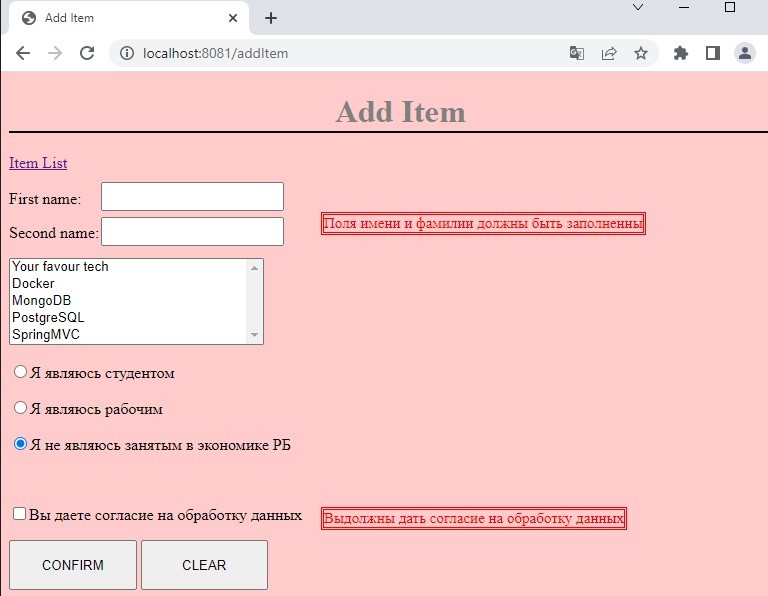 Add Item
localhost:8081/addItem
Add Item
Item List
First name:
Поля имени и фамилии должны быть заполненны
Second name:
Your favour tech
Docker
MongoDB
PostgreSQL
SpringMVC
Я являюсь студентом
Я являюсь рабочим
Я не являюсь занятым в экономике РБ
Вы даете согласие на обработку данных
Выдолжны дать согласие на обработку данных
CONFIRM CLEAR